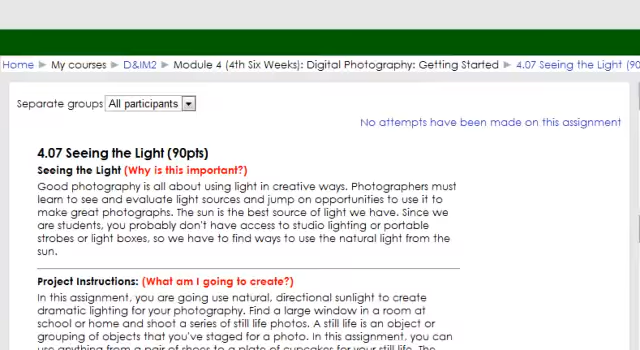 Home ► My courses ► D&IM2 ► Module 4 (4th Six Weeks): Digital Photography: Getting Started ► 4.07 Seeing the Light (90
Separate groups All participants
No attempts have been made on this assignment
4.07 Seeing the Light (90pts)
Seeing the Light (Why is this important?)
Good photography is all about using light in creative ways. Photographers must
learn to see and evaluate light sources and jump on opportunities to use it to
make great photographs. The sun is the best source of light we have. Since we
are students, you probably don't have access to studio lighting or portable
strobes or light boxes, so we have to find ways to use the natural light from the
sun.
Project Instructions: (What am I going to create?)
In this assignment, you are going use natural, directional sunlight to create
dramatic lighting for your photography. Find a large window in a room at
school or home and shoot a series of still life photos. A still life is an object or
grouping of objects that you've staged for a photo. In this assignment, you can
use anything from a pair of shoes to a plate of cupcakes for your still life. The